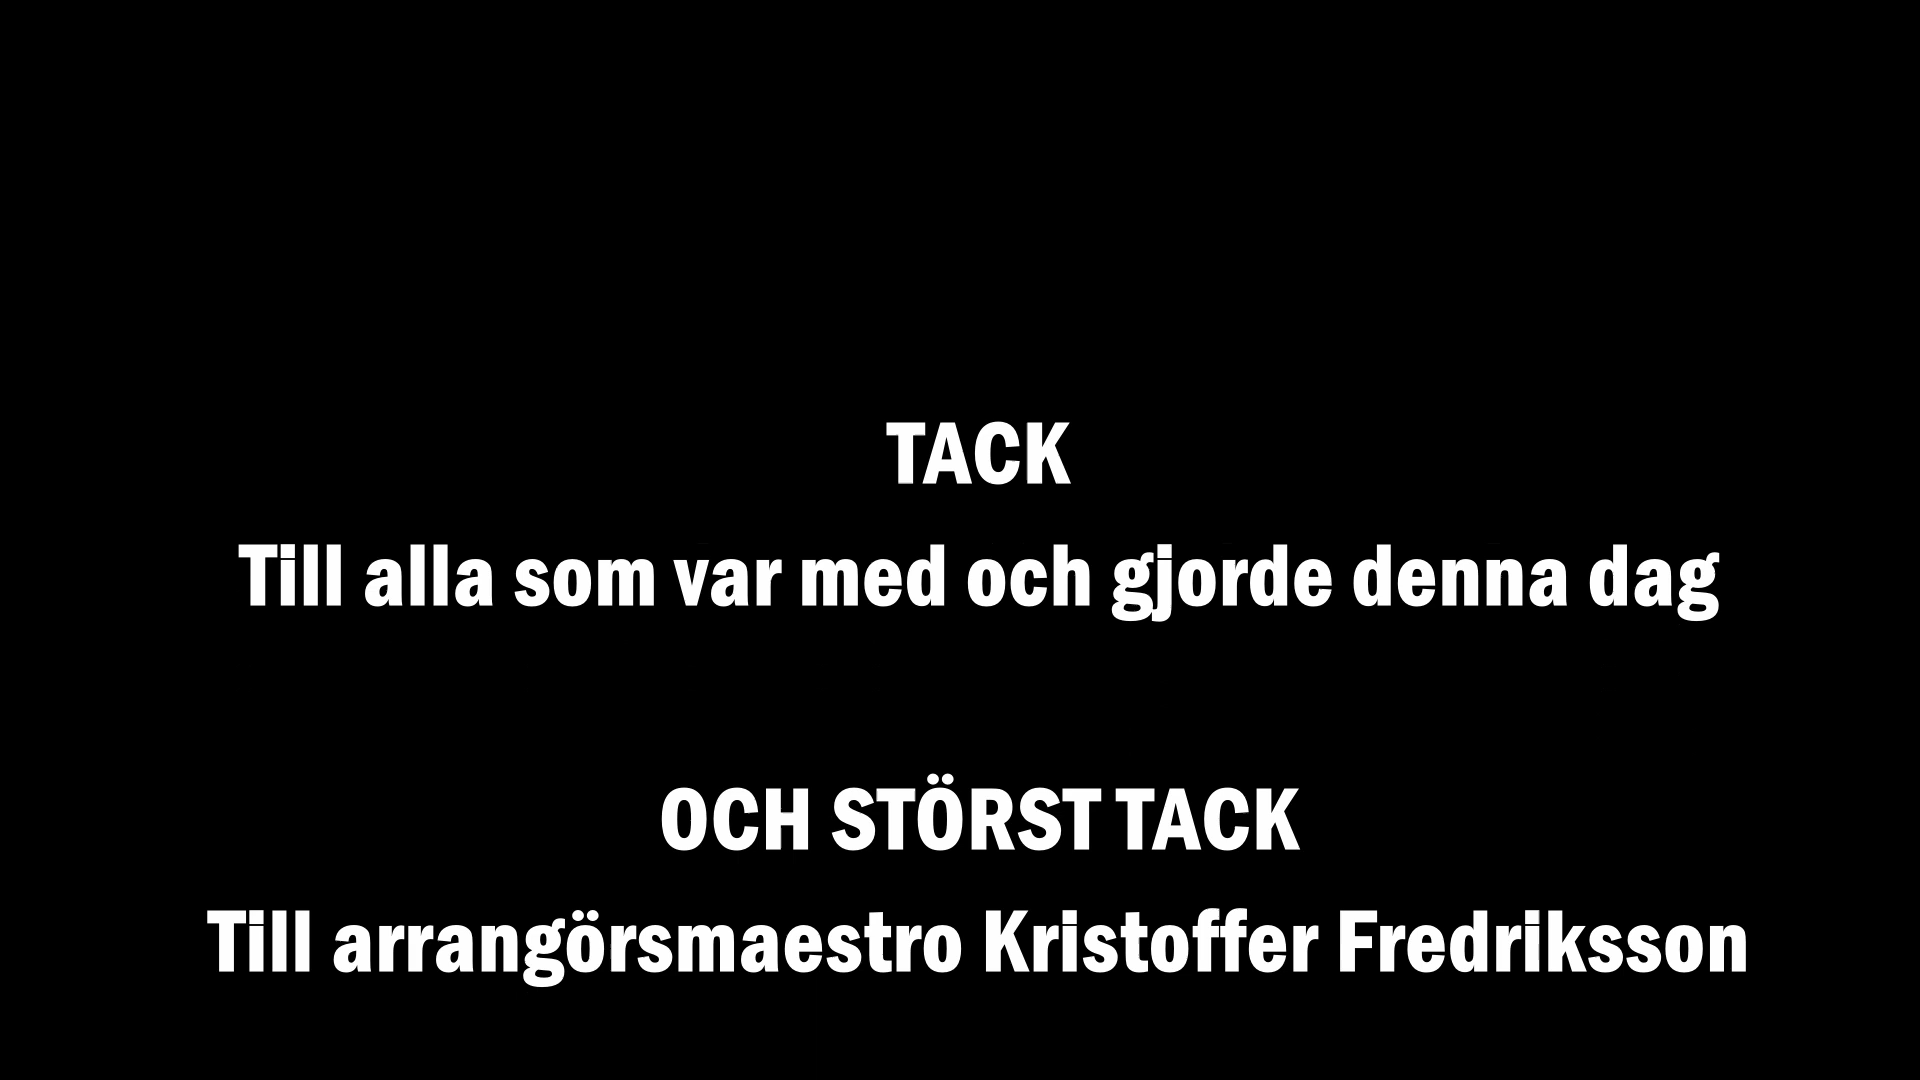 TACK
Till alla som var med och gjorde denna dag
OCH STÖRST TACK
Till arrangörsmaestro Kristoffer Fredriksson